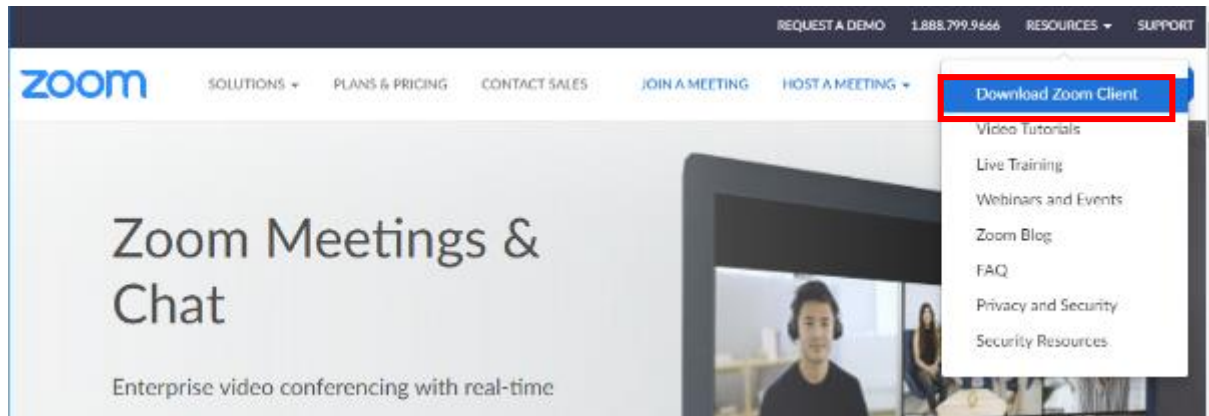 REQUEST A DEMO 1.888.799.9666 RESOURCES SUPPORT
zoom SOLUTIONS PLANS & PRICING CONTACT SALES JOIN A MEETING HOST A MEETING
Download Zoom Client
Video Tutorials
Live Training
Webinars and Events
Zoom Blog
FAQ
Privacy and Security
Security Resources
Zoom Meetings &
Chat
Enterprise video conferencing with real-time